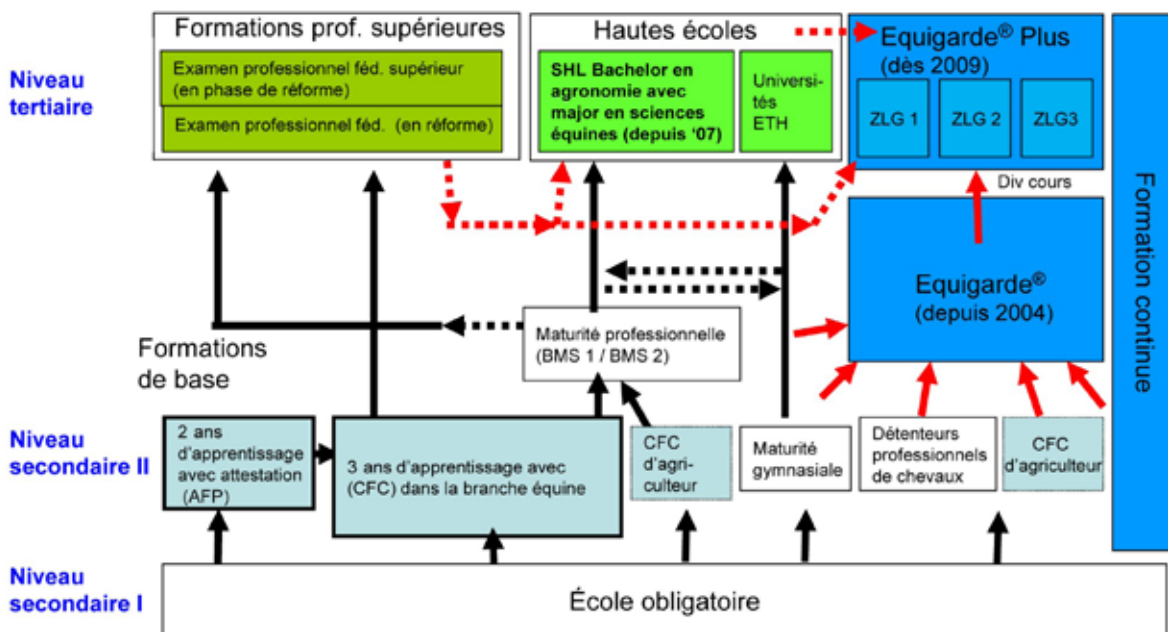 Formations prof. supérieures
Hautes écoles
Equigarde® Plus
(dès 2009)
Niveau
tertiaire
Examen professionnel féd. supérieur
(en phase de réforme)
Examen professionnel féd. (en réforme)
SHL Bachelor en
agronomie avec
major en sciences
équines (depuis ‘07)
Universi-
tés
ETH
ZLG 1
ZLG 2
ZLG3
Div cours
Formation continue
Equigarde®
(depuis 2004)
Maturité professionnelle
(BMS 1 / BMS 2)
Formations
de base
Niveau
secondaire II
2 ans
d’apprentissage
avec attestation
(AFP)
3 ans d’apprentissage avec
(CFC) dans la branche équine
CFC
d’agri-
culteur
Maturité
gymnasiale
Détenteurs
professionnels
de chevaux
CFC
d’agriculteur
Niveau
secondaire I
École obligatoire